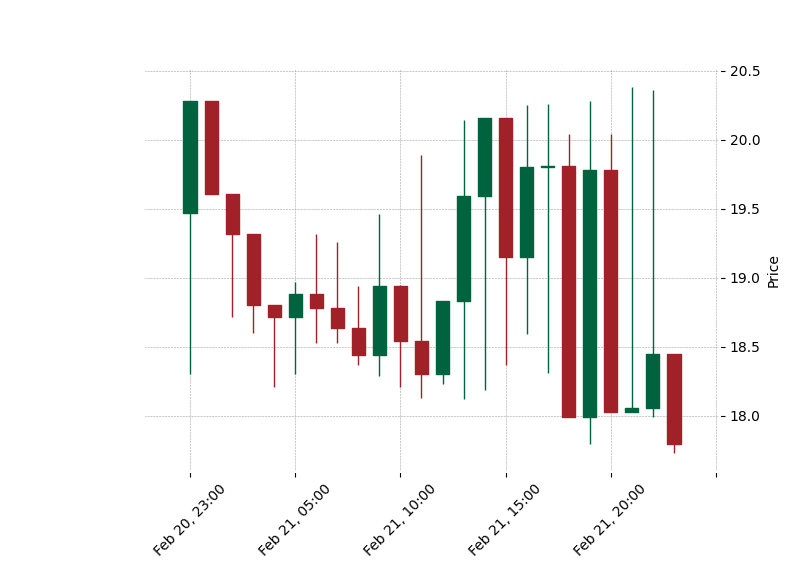 20.5
20.0
19.5
19.0
18.5
18.0
Price
Feb 20, 23:00
Feb 21, 05:00
Feb 21, 10:00
Feb 21, 15:00
Feb 21, 20:00